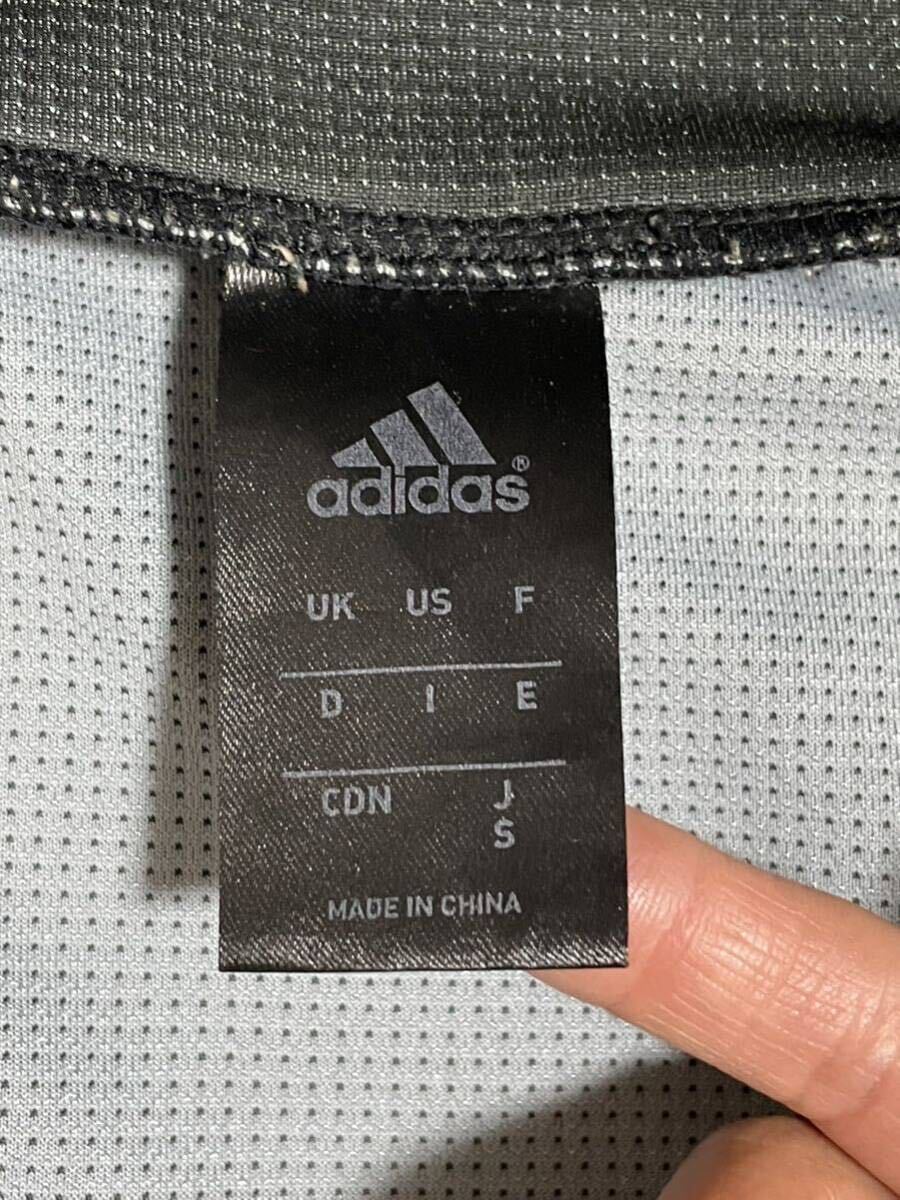 adidas®
UK US F
D I E
CDN J
S
MADE IN CHINA